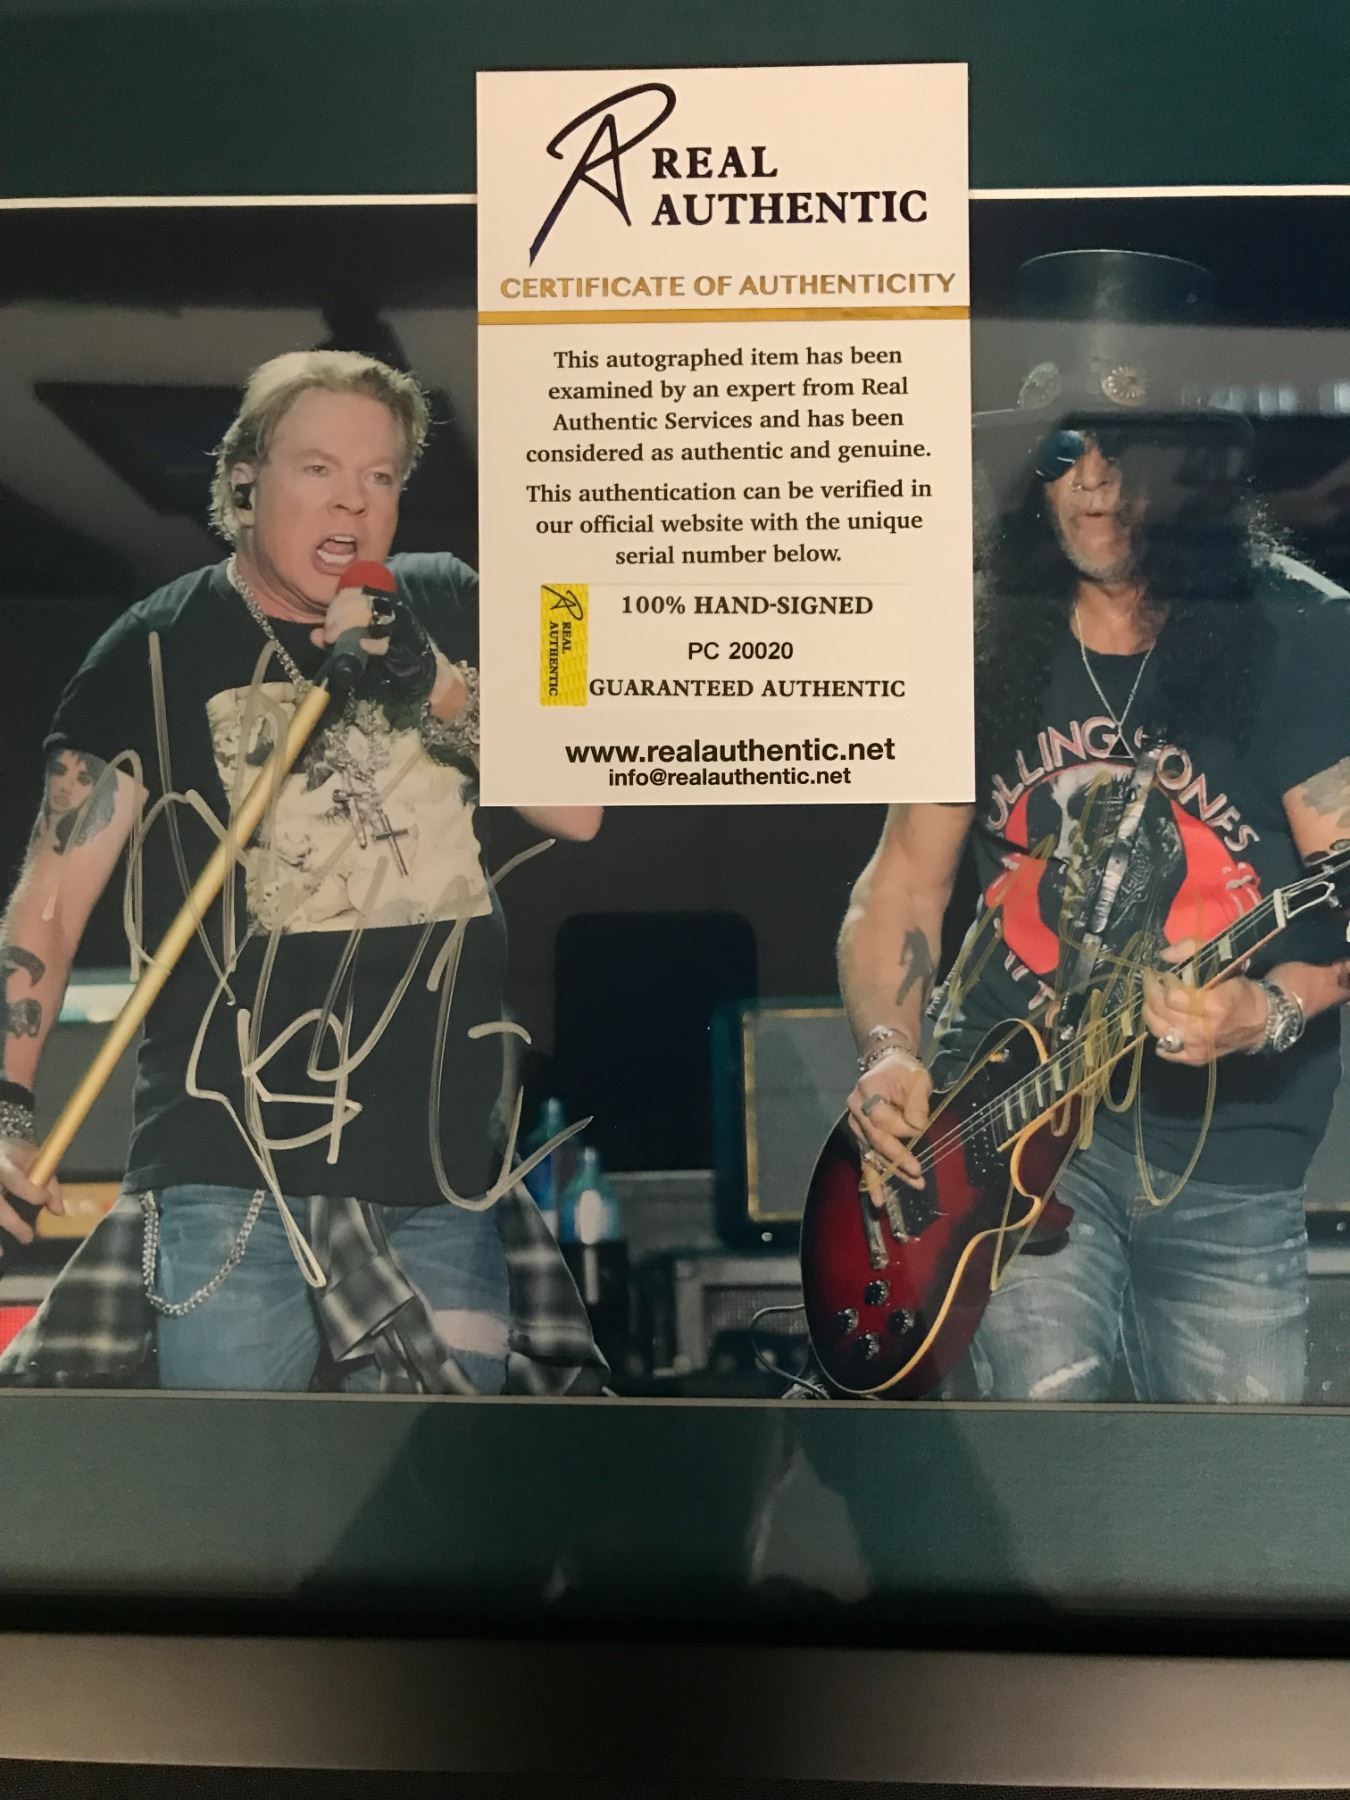 REAL
AUTHENTIC
CERTIFICATE OF AUTHENTICITY
This autographed item has been
examined by an expert from Real
Authentic Services and has been
considered as authentic and genuine.
This authentication can be verified in
our official website with the unique
serial number below.
REAL
AUTHENTIC
100% HAND-SIGNED
PC 20020
GUARANTEED AUTHENTIC
www.realauthentic.net
info@realauthentic.net